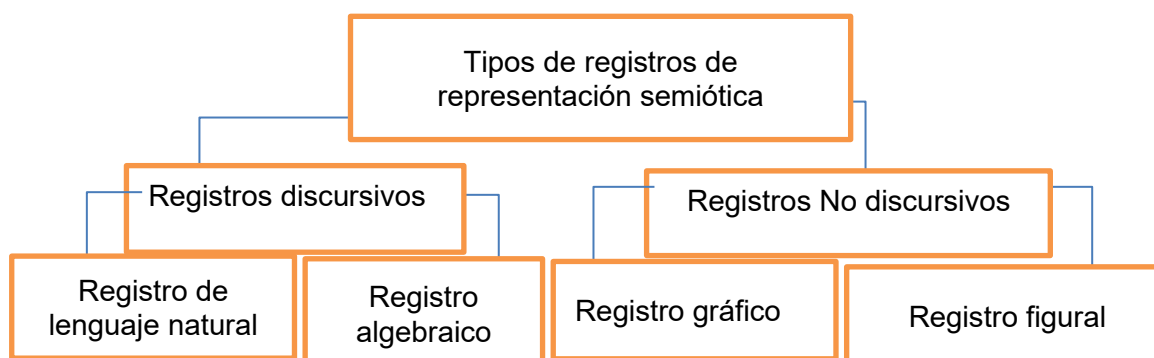 Tipos de registros de
representación semiótica
Registros discursivos
Registros No discursivos
Registro de
lenguaje natural
Registro
algebraico
Registro gráfico
Registro figural